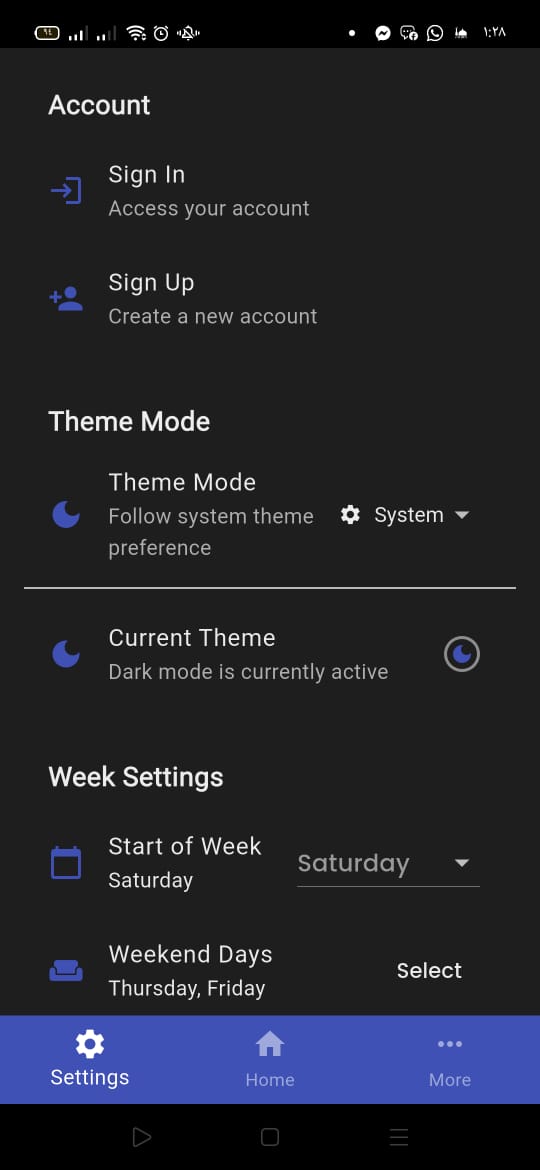 ٩٤
١:٢٨
Account
Sign In
Access your account
Sign Up
Create a new account
Theme Mode
Theme Mode
Follow system theme
preference
System
Current Theme
Dark mode is currently active
Week Settings
Start of Week
Saturday
Saturday
Weekend Days
Thursday, Friday
Select
Settings
Home
More